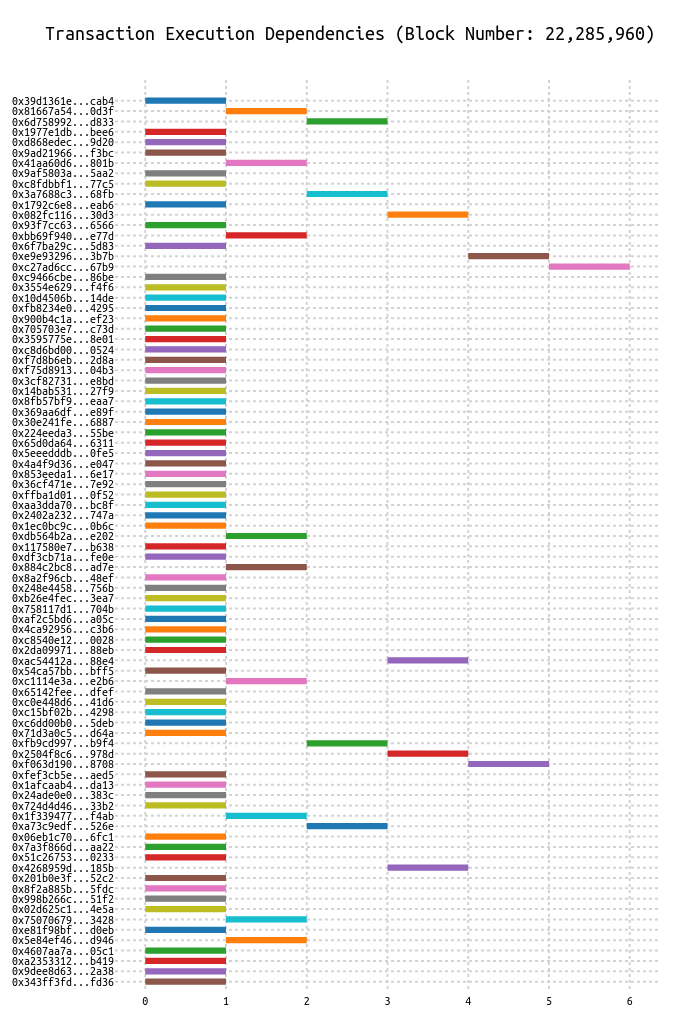 Transaction Execution Dependencies (Block Number: 22,285,960)
0x39d1361e...cab4
0x81667a54...0d3f
0x6d758992...d833
0x1977e1db...bee6
0xd868edec...9d20
0x9ad21966...f3bc
0x41aa60d6...801b
0x9af5803a...5aa2
0xc8fdbbf1...77c5
0x3a7688c3...68fb
0x1792c6e8...eab6
0x082fc116...30d3
0x93f7cc63...6566
0xbb69f940...e77d
0x6f7ba29c...5d83
0xe9e93296...3b7b
0xc27ad6cc...67b9
0xc9466cbe...86be
0x3554e629...f4f6
0x10d4506b...14de
0xfb8234e0...4295
0x900b4c1a...ef23
0x705703e7...c73d
0x3595775e...8e01
0xc8d6bd00...0524
0xf7d8b6eb...2d8a
0xf75d8913...04b3
0x3cf82731...e8bd
0x14bab531...27f9
0x8fb57bf9...eaa7
0x369aa6df...e89f
0x30e241fe...6887
0x224eeda3...55be
0x65d0da64...6311
0x5eeedddb...0fe5
0x4a4f9d36...e047
0x853eeda1...6e17
0x36cf471e...7e92
0xffba1d01...0f52
0xaa3dda70...bc8f
0x2402a232...747a
0x1ec0bc9c...0b6c
0xdb564b2a...e202
0x117580e7...b638
0xdf3cb71a...fe0e
0x884c2bc8...ad7e
0x8a2f96cb...48ef
0x248e4458...756b
0xb26e4fec...3ea7
0x758117d1...704b
0xaf2c5bd6...a05c
0x4ca92956...c3b6
0xc8540e12...0028
0x2da09971...88eb
0xac54412a...88e4
0x54ca57bb...bff5
0xc1114e3a...e2b6
0x65142fee...dfef
0xc0e448d6...41d6
0xc15bf02b...4298
0xc6dd00b0...5deb
0x71d3a0c5...d64a
0xfb9cd997...b9f4
0x2504f8c6...978d
0xf063d190...8708
0xfef3cb5e...aed5
0x1afcaab4...da13
0x24ade0e0...383c
0x724d4d46...33b2
0x1f339477...f4ab
0xa73c9edf...526e
0x06eb1c70...6fc1
0x7a3f866d...aa22
0x51c26753...0233
0x4268959d...185b
0x201b0e3f...52c2
0x8f2a885b...5fdc
0x998b266c...51f2
0x02d625c1...4e5a
0x75070679...3428
0xe81f98bf...d0eb
0x5e84ef46...d946
0x4607aa7a...05c1
0xa2353312...b419
0x9dee8d63...2a38
0x343ff3fd...fd36
0 1 2 3 4 5 6